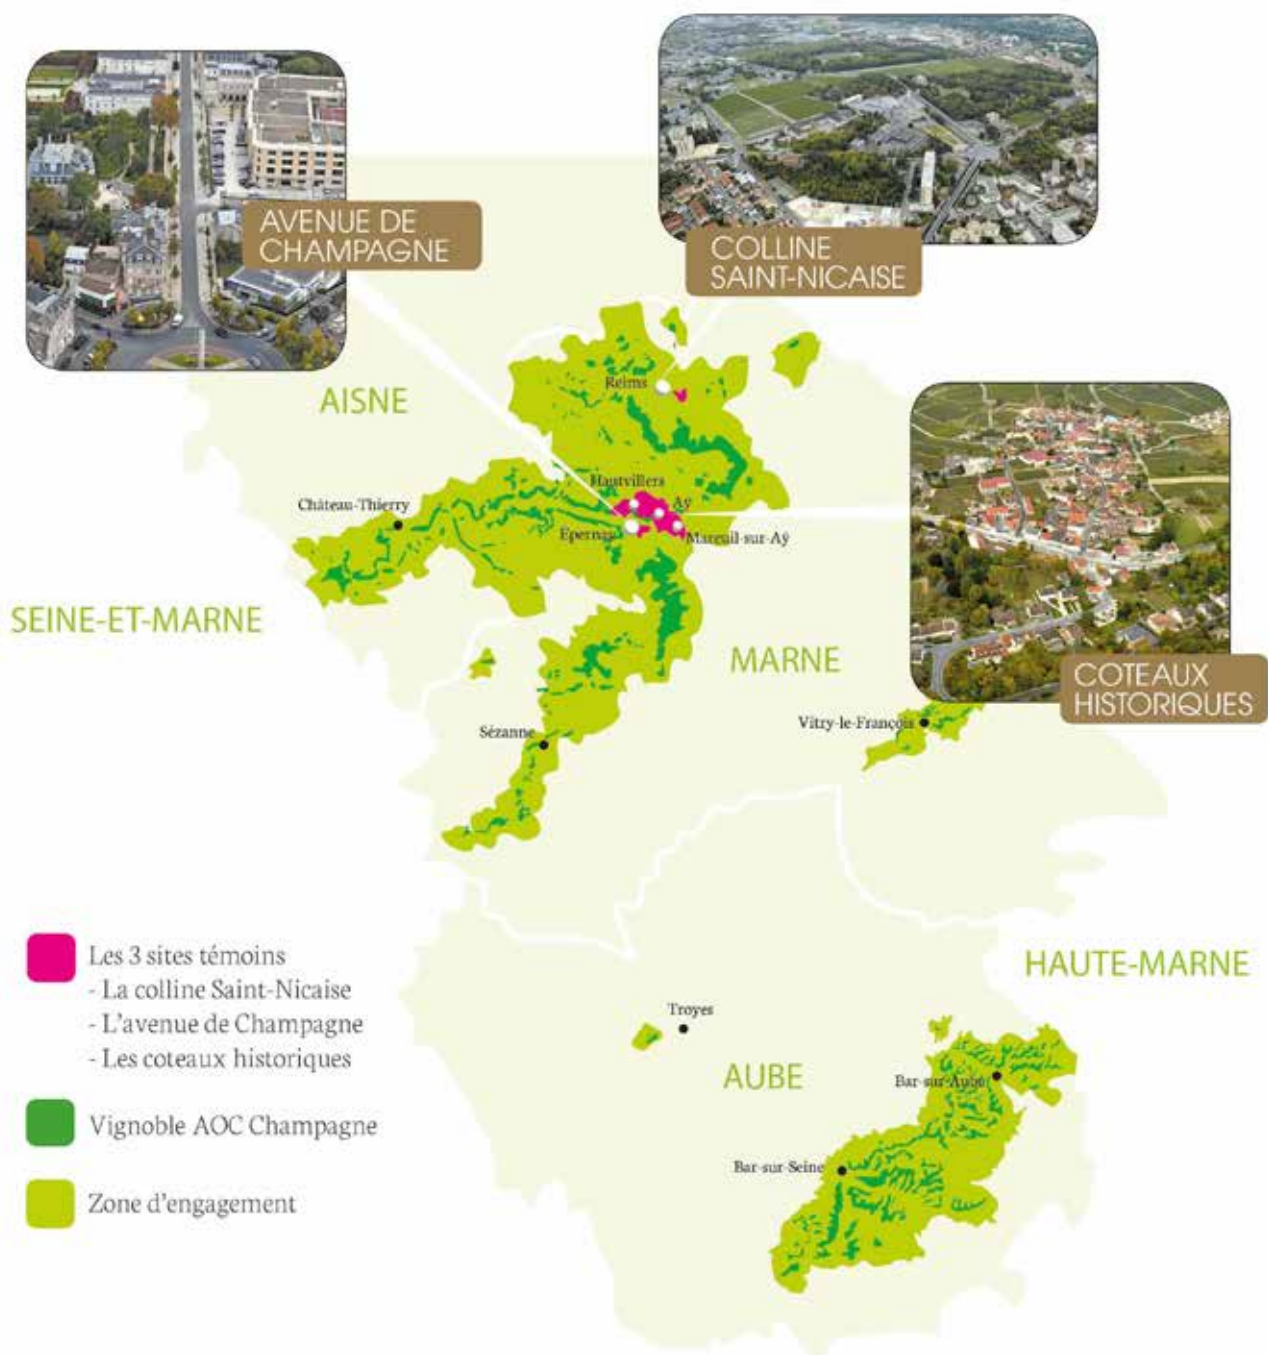 AVENUE DE
CHAMPAGNE
COLLINE
SAINT-NICAISE
AISNE
Reims
Hautvillers
Château-Thierry
Aÿ
Epernay
Mareuil-sur-Aÿ
SEINE-ET-MARNE
MARNE
COTEAUX
HISTORIQUES
Vitry-le-François
Sézanne
Les 3 sites témoins
- La colline Saint-Nicaise
- L'avenue de Champagne
- Les coteaux historiques
HAUTE-MARNE
Troyes
AUBE
Bar-sur-Aube
Vignoble AOC Champagne
Bar-sur-Seine
Zone d'engagement